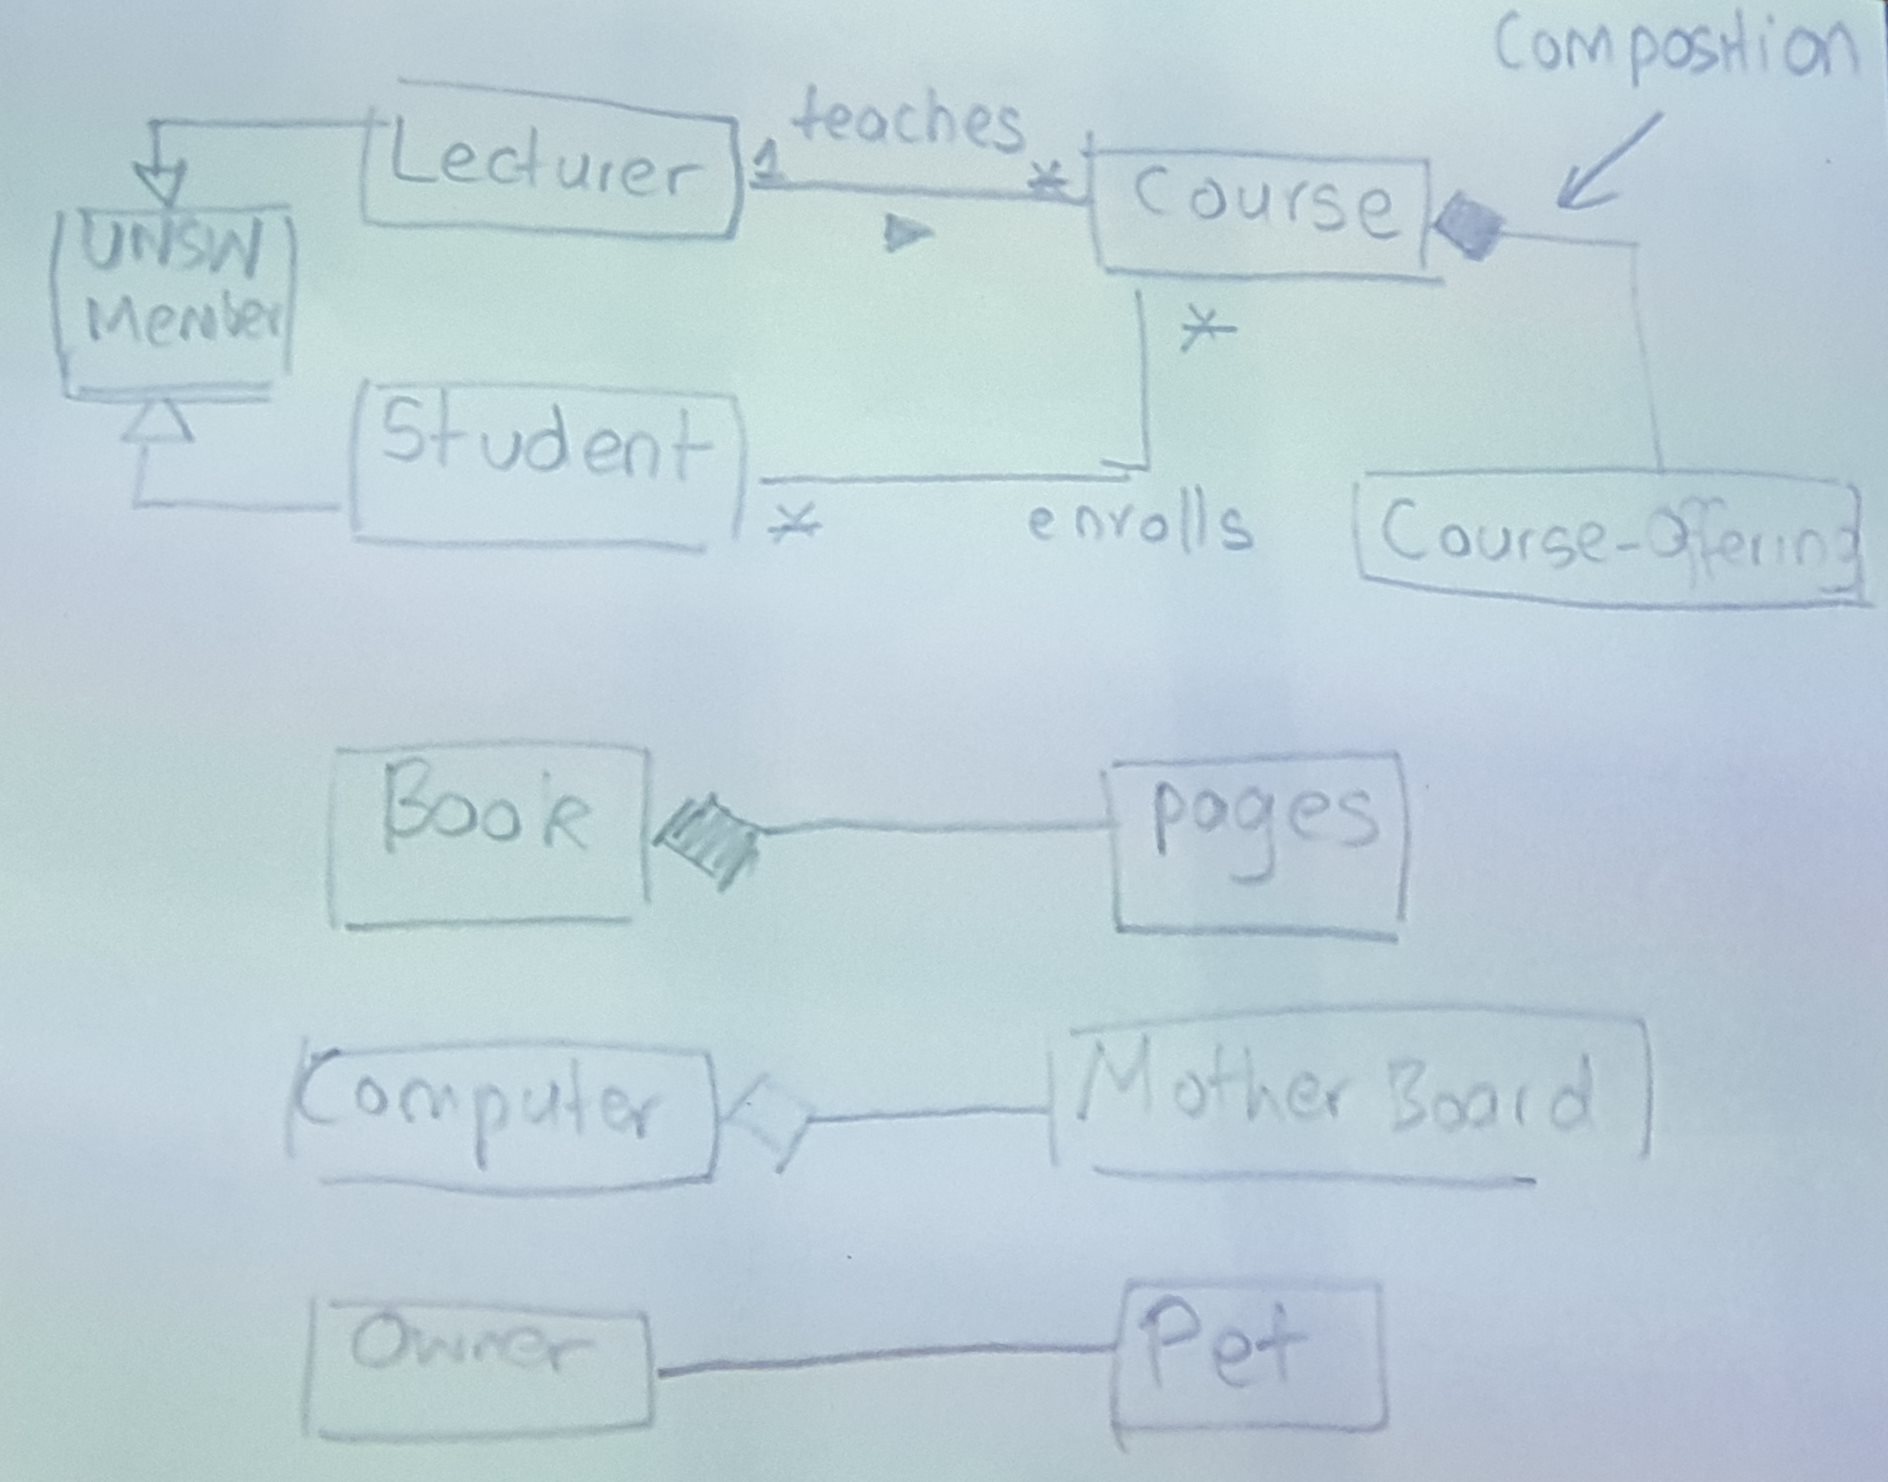 Composition
teaches
Lecturer 1 * Course
UNSW
Member
*
Student
* enrolls Course-Offering
Book pages
Computer Mother Board
Owner Pet